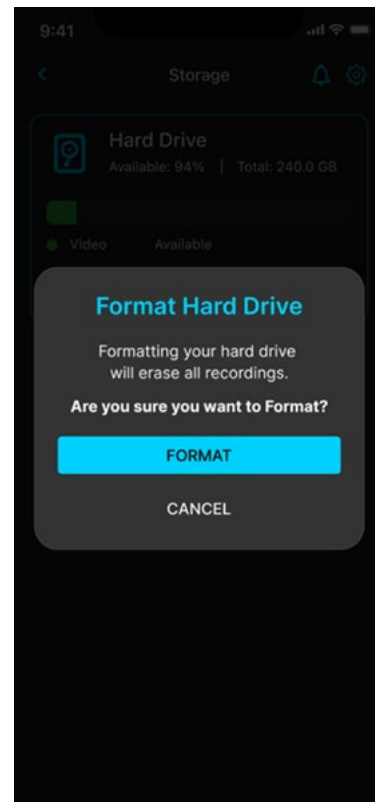 9:41
Storage
Hard Drive
Available: 94% | Total: 240.0 GB
Video Available
Format Hard Drive
Formatting your hard drive
will erase all recordings.
Are you sure you want to Format?
FORMAT
CANCEL